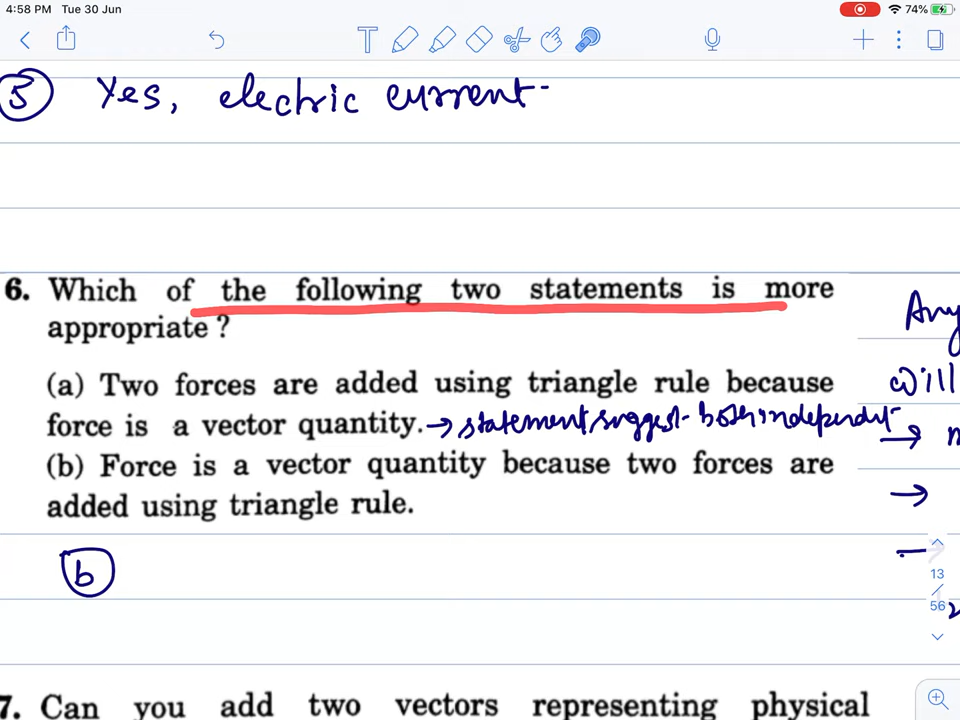 4:58 PM Tue 30 Jun
74%
T
5 Yes, electric current
6. Which of the following two statements is more
appropriate ?
Any
will
(a) Two forces are added using triangle rule because
force is a vector quantity. → statement suggest both independent
→
(b) Force is a vector quantity because two forces are
added using triangle rule.
→
b
13
/
56
7. Can you add two vectors representing physical